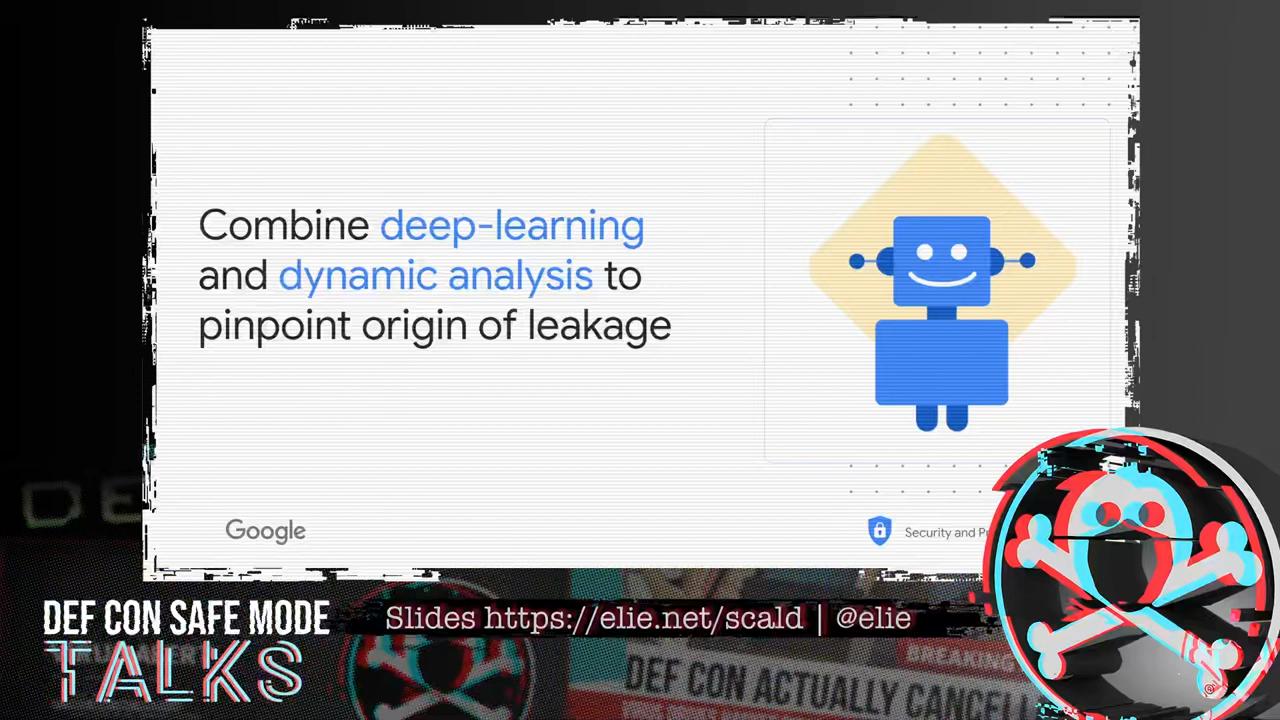 Combine deep-learning
and dynamic analysis to
pinpoint origin of leakage
Google
Security and
DEF CON SAFE MODE
TALKS
Slides https://elie.net/scald | @elie
BREAKING
DEF CON ACTUALLY